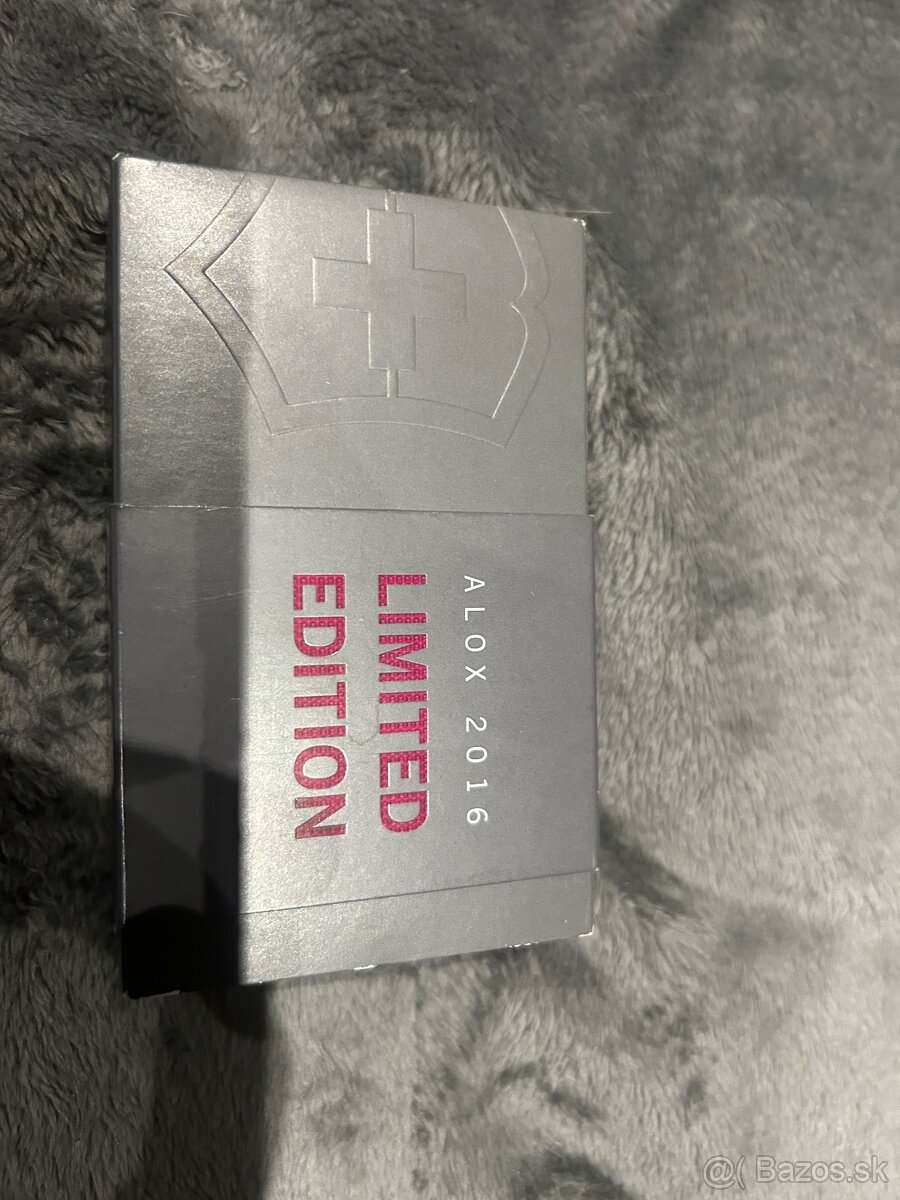 ALOX 2016
LIMITED
EDITION
@( Bazos.sk